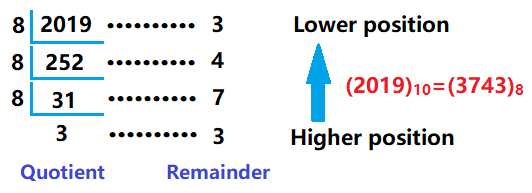 8 2019 ·········· 3 Lower position
8 252 ·········· 4
8 31 ·········· 7 (2019)₁₀=(3743)₈
3 ·········· 3 Higher position
Quotient Remainder